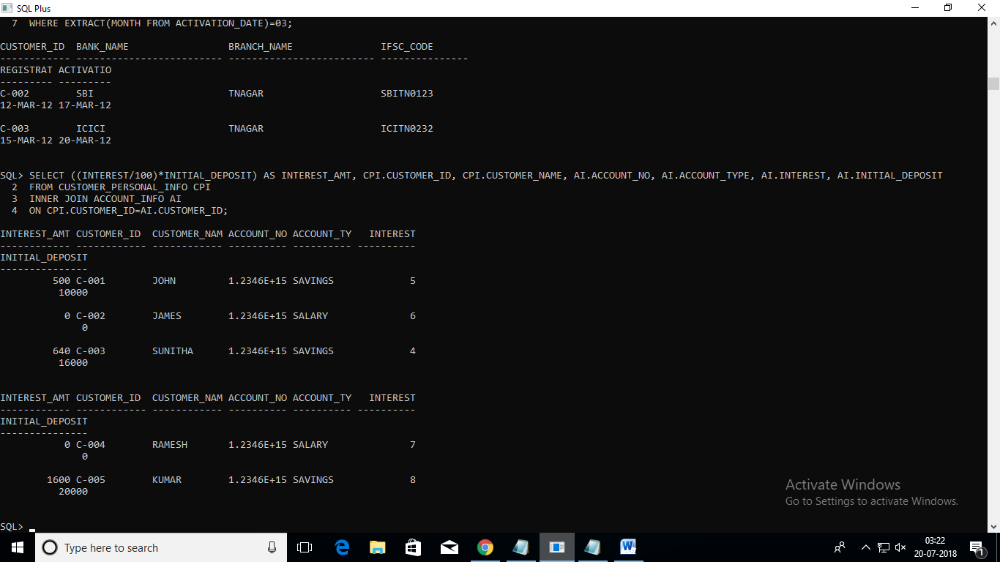 SQL Plus
7 WHERE EXTRACT(MONTH FROM ACTIVATION_DATE)=03;
CUSTOMER_ID BANK_NAME BRANCH_NAME IFSC_CODE
------------ ------------------------- ------------------------- ---------------
REGISTRAT ACTIVATIO
--------- ---------
C-002 SBI TNAGAR SBITN0123
12-MAR-12 17-MAR-12
C-003 ICICI TNAGAR ICITN0232
15-MAR-12 20-MAR-12
SQL> SELECT ((INTEREST/100)*INITIAL_DEPOSIT) AS INTEREST_AMT, CPI.CUSTOMER_ID, CPI.CUSTOMER_NAME, AI.ACCOUNT_NO, AI.ACCOUNT_TYPE, AI.INTEREST, AI.INITIAL_DEPOSIT
2 FROM CUSTOMER_PERSONAL_INFO CPI
3 INNER JOIN ACCOUNT_INFO AI
4 ON CPI.CUSTOMER_ID=AI.CUSTOMER_ID;
INTEREST_AMT CUSTOMER_ID CUSTOMER_NAM ACCOUNT_NO ACCOUNT_TY INTEREST
------------ ------------ ------------ ---------- ---------- ----------
INITIAL_DEPOSIT
---------------
500 C-001 JOHN 1.2346E+15 SAVINGS 5
10000
0 C-002 JAMES 1.2346E+15 SALARY 6
0
640 C-003 SUNITHA 1.2346E+15 SAVINGS 4
16000
INTEREST_AMT CUSTOMER_ID CUSTOMER_NAM ACCOUNT_NO ACCOUNT_TY INTEREST
------------ ------------ ------------ ---------- ---------- ----------
INITIAL_DEPOSIT
---------------
0 C-004 RAMESH 1.2346E+15 SALARY 7
0
1600 C-005 KUMAR 1.2346E+15 SAVINGS 8
20000
Activate Windows
Go to Settings to activate Windows.
SQL>
Type here to search
03:22
20-07-2018
1